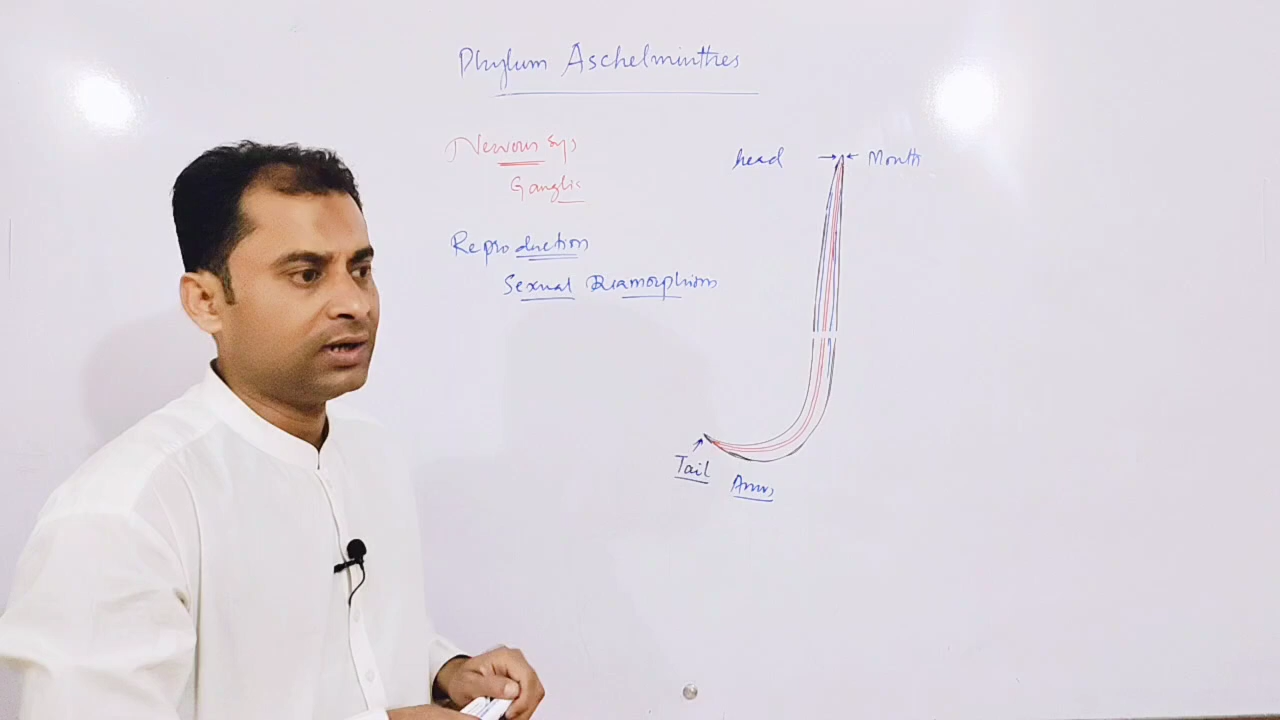 Phylum Aschelminthes
Nervous Sys
Ganglia
Reproduction
Sexual Diamorphism
head
Mouth
Tail
Anus